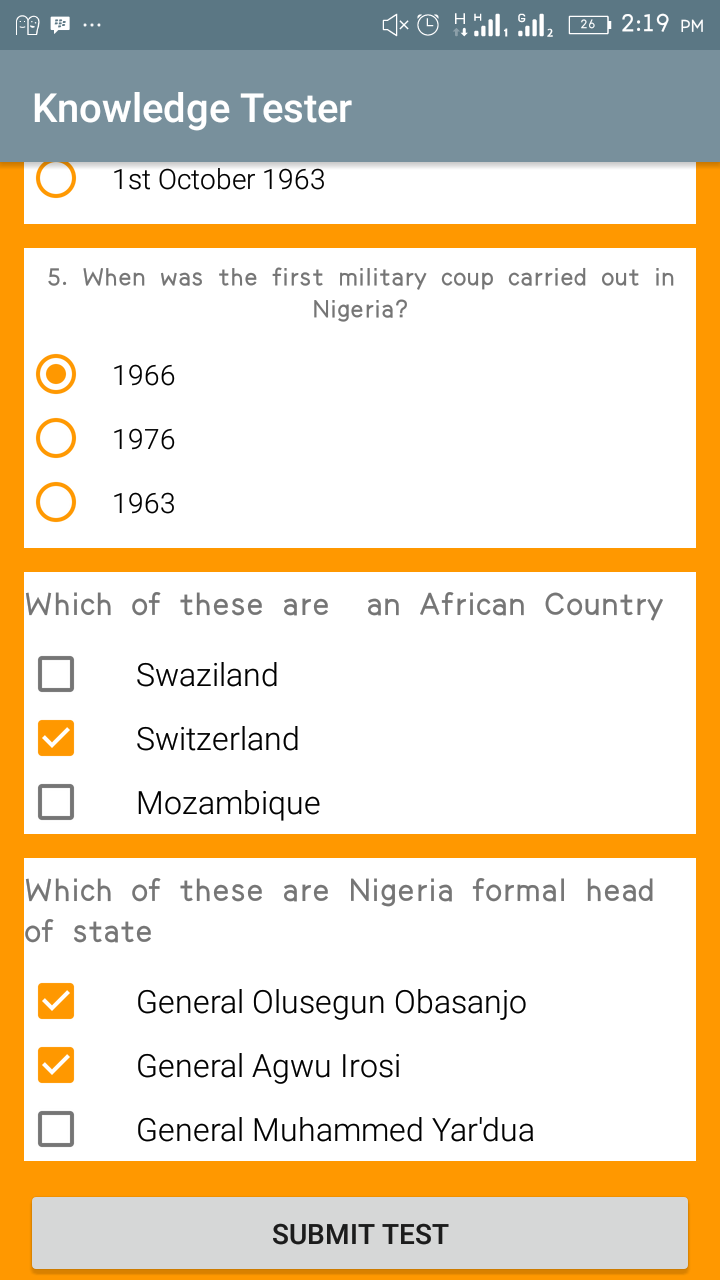 26 2:19 PM
Knowledge Tester
1st October 1963
5. When was the first military coup carried out in
Nigeria?
1966
1976
1963
Which of these are an African Country
Swaziland
Switzerland
Mozambique
Which of these are Nigeria formal head
of state
General Olusegun Obasanjo
General Agwu Irosi
General Muhammed Yar'dua
SUBMIT TEST